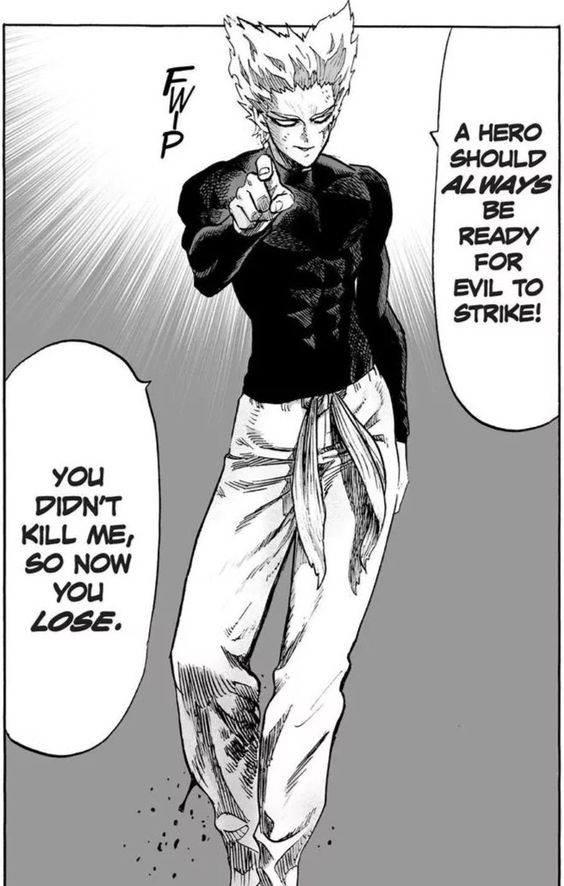 A HERO
SHOULD
ALWAYS
BE
READY
FOR
EVIL TO
STRIKE!
FWIP
YOU
DIDN'T
KILL ME,
SO NOW
YOU
LOSE.